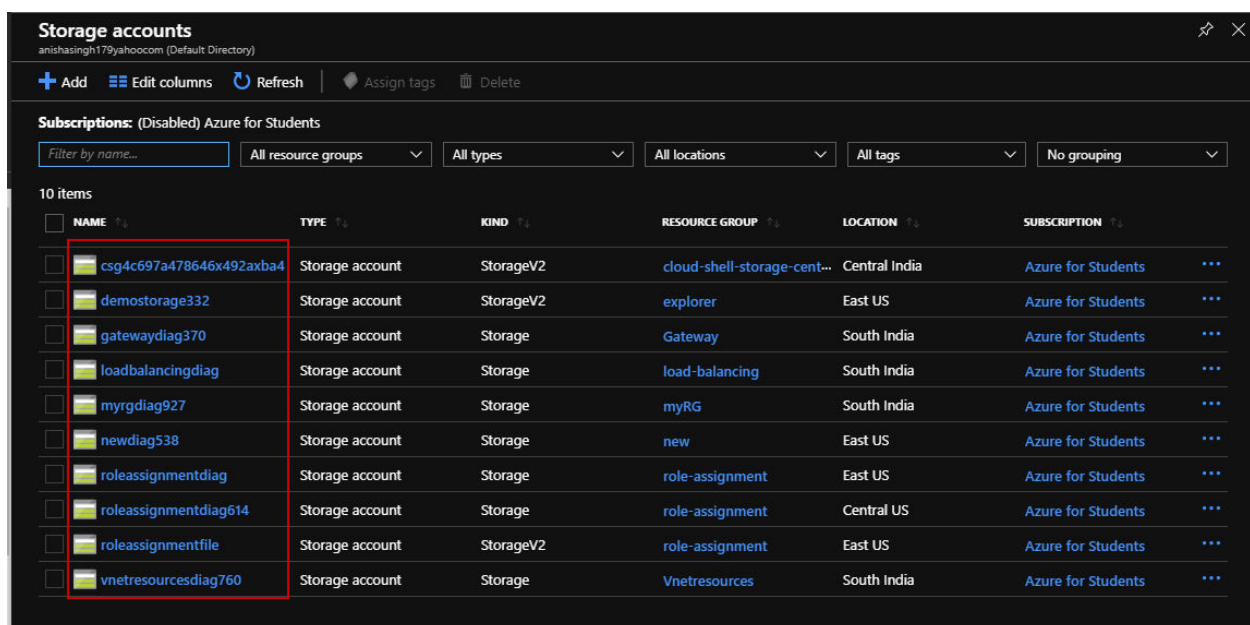 Storage accounts
anishasingh179yahoocom (Default Directory)
Add Edit columns Refresh Assign tags Delete
Subscriptions: (Disabled) Azure for Students
Filter by name... All resource groups All types All locations All tags No grouping
10 items
NAME TYPE KIND RESOURCE GROUP LOCATION SUBSCRIPTION
csg4c697a478646x492axba4 Storage account StorageV2 cloud-shell-storage-cent... Central India Azure for Students
demostorage332 Storage account StorageV2 explorer East US Azure for Students
gatewaydiag370 Storage account Storage Gateway South India Azure for Students
loadbalancingdiag Storage account Storage load-balancing South India Azure for Students
myrgdiag927 Storage account Storage myRG South India Azure for Students
newdiag538 Storage account Storage new East US Azure for Students
roleassignmentdiag Storage account Storage role-assignment East US Azure for Students
roleassignmentdiag614 Storage account Storage role-assignment Central US Azure for Students
roleassignmentfile Storage account StorageV2 role-assignment East US Azure for Students
vnetresourcesdiag760 Storage account Storage Vnetresources South India Azure for Students